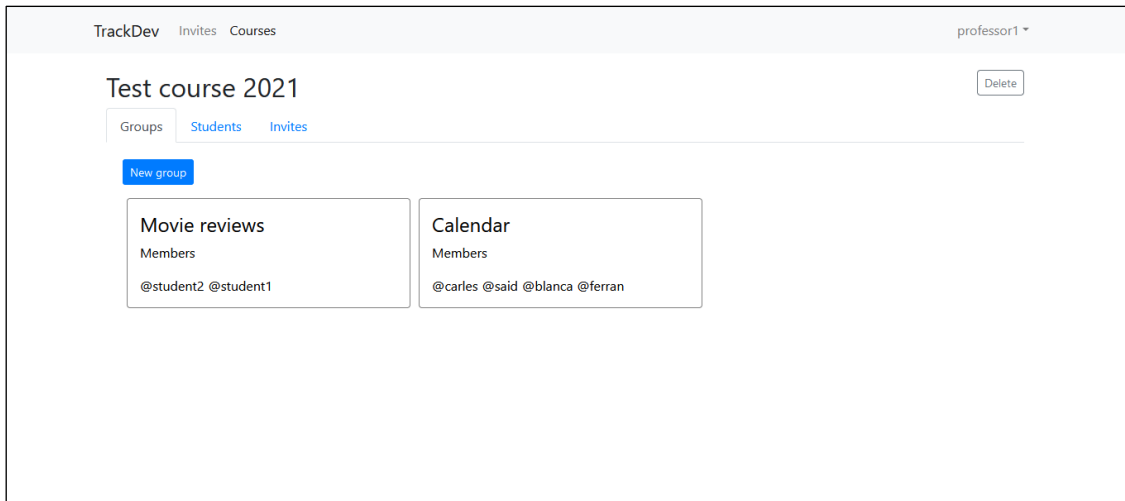 TrackDev Invites Courses professor1
Test course 2021 Delete
Groups Students Invites
New group
Movie reviews
Members
@student2 @student1
Calendar
Members
@carles @said @blanca @ferran